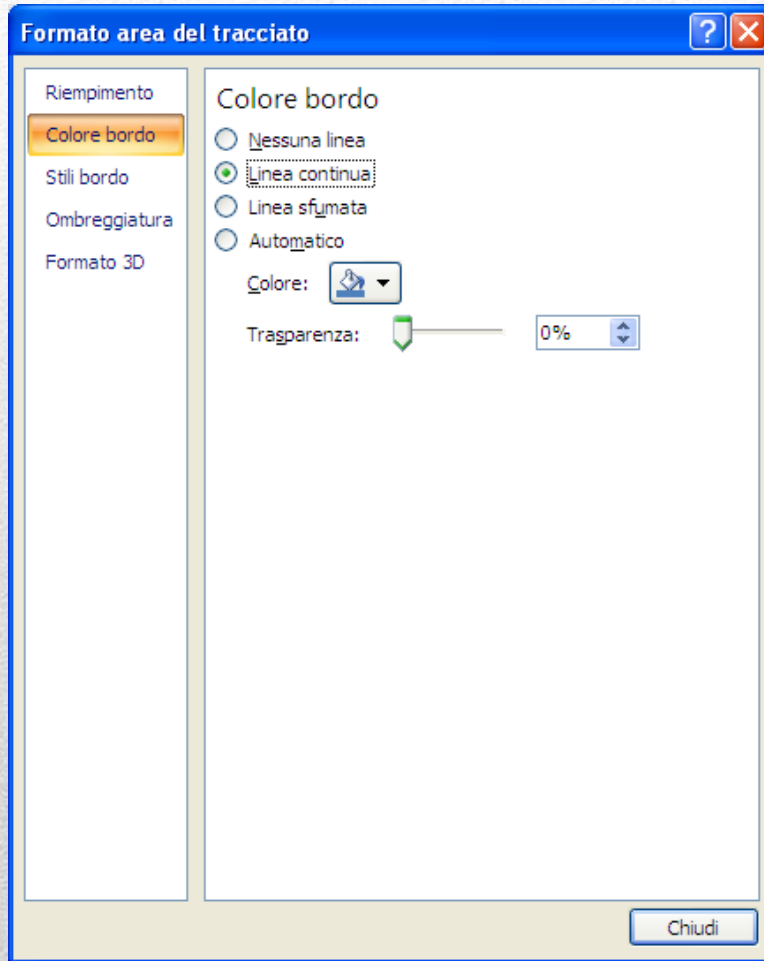 Formato area del tracciato
Riempimento
Colore bordo
Stili bordo
Ombreggiatura
Formato 3D
Colore bordo
Nessuna linea
Linea continua
Linea sfumata
Automatico
Colore:
Trasparenza: 0%
Chiudi